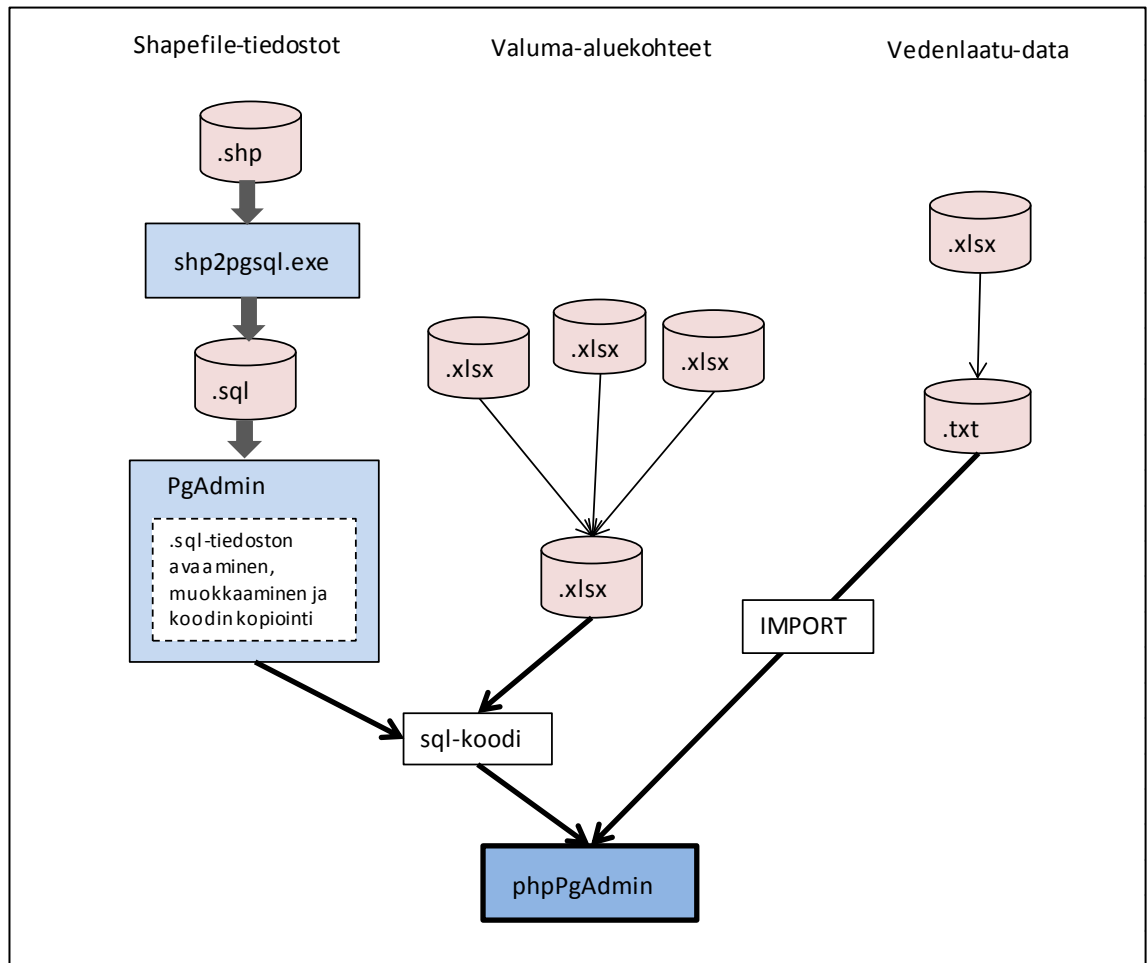 Shapefile-tiedostot
Valuma-aluekohteet
Vedenlaatu-data
.shp
shp2pgsql.exe
.sql
PgAdmin
.sql-tiedoston
avaaminen,
muokkaaminen ja
koodin kopiointi
.xlsx
.xlsx
.xlsx
.xlsx
.xlsx
.txt
IMPORT
sql-koodi
phpPgAdmin